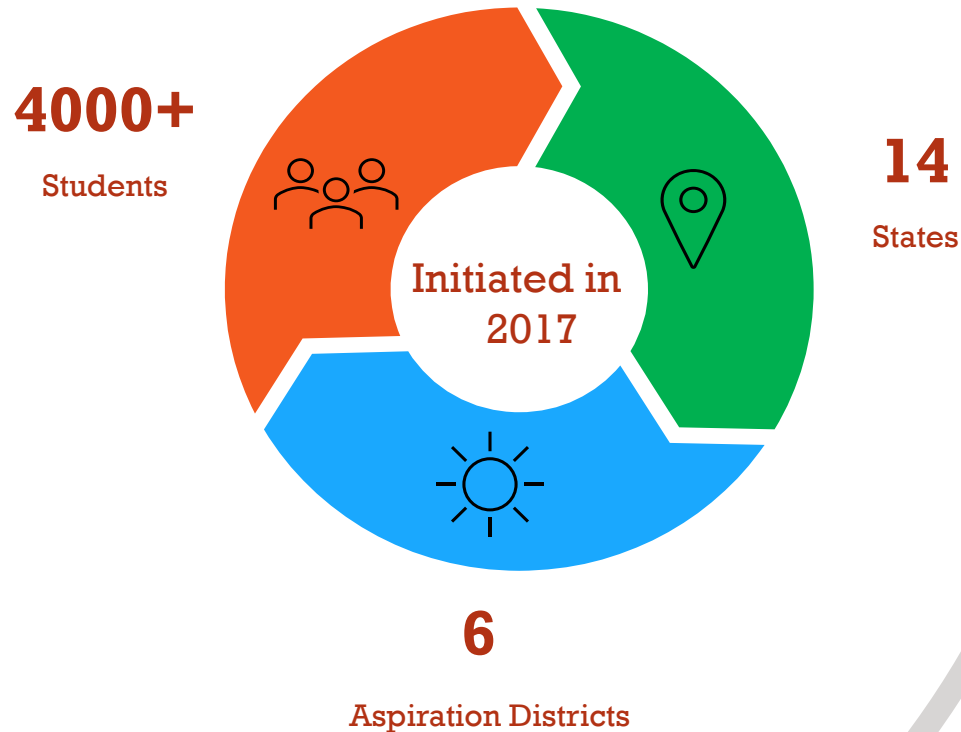 4000+
Students
14
States
Initiated in
2017
6
Aspiration Districts